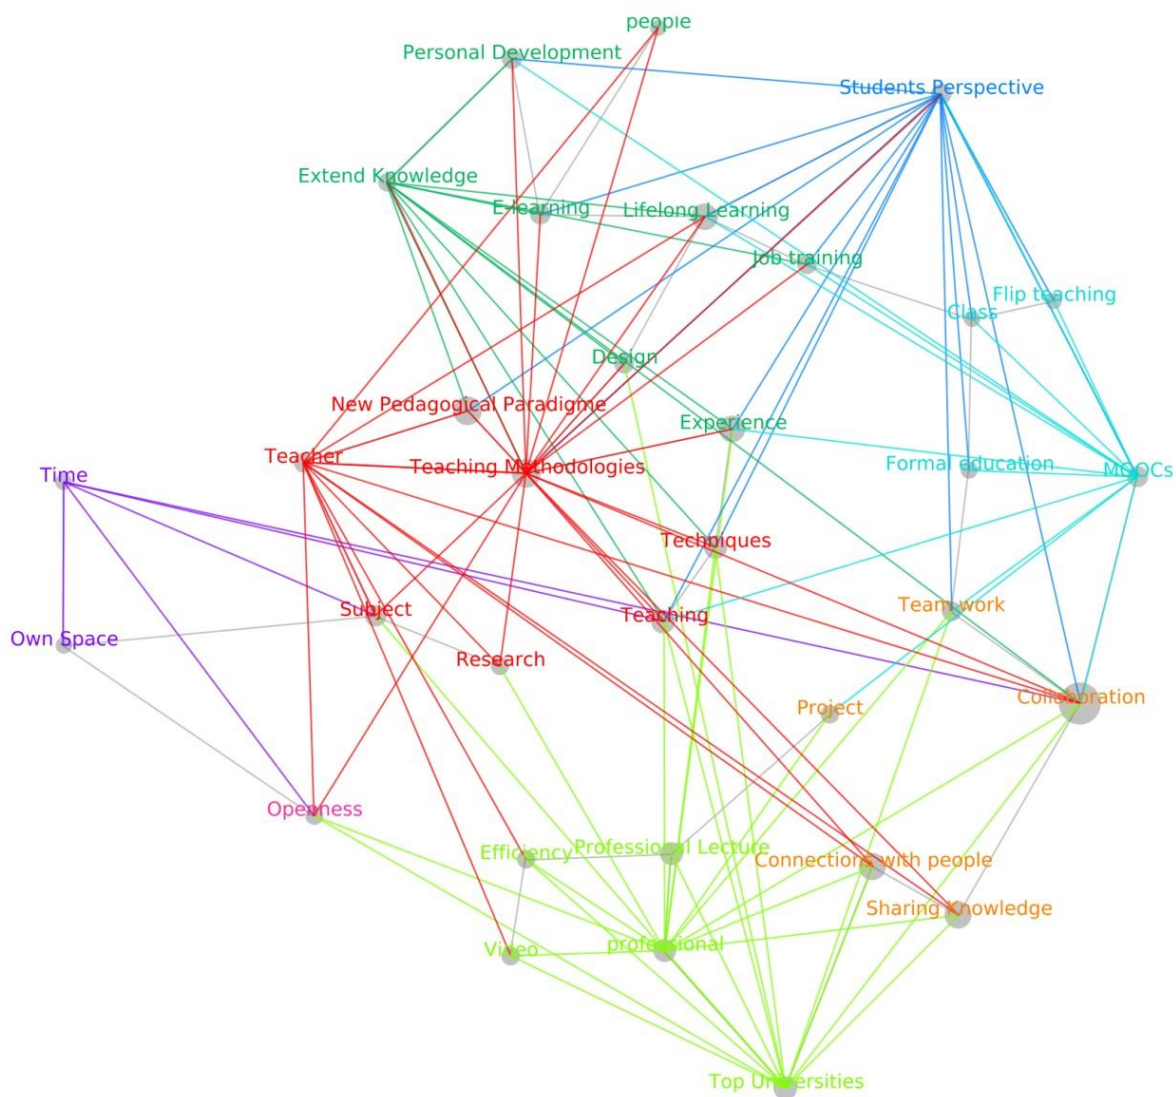 people
Personal Development
Students Perspective
Extend Knowledge
E-learning
Lifelong Learning
Job training
Flip teaching
Class
Design
New Pedagogical Paradigme
Experience
Teacher
Teaching Methodologies
Formal education
MOOCs
Time
Techniques
Team work
Subject
Teaching
Own Space
Research
Collaboration
Project
Openness
Efficiency
Professional Lecture
Connections with people
Sharing Knowledge
Video
professional
Top Universities